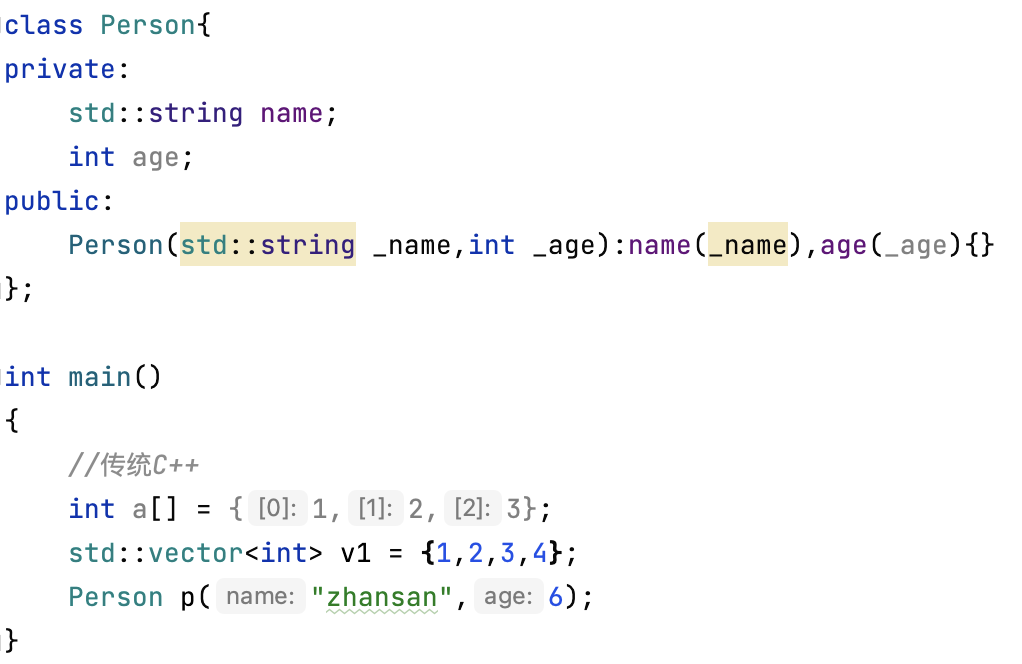 class Person{
private:
    std::string name;
    int age;
public:
    Person(std::string _name,int _age):name(_name),age(_age){}
};

int main()
{
    //传统C++
    int a[] = {[0]: 1,[1]: 2,[2]: 3};
    std::vector<int> v1 = {1,2,3,4};
    Person p(name: "zhansan",age: 6);
}